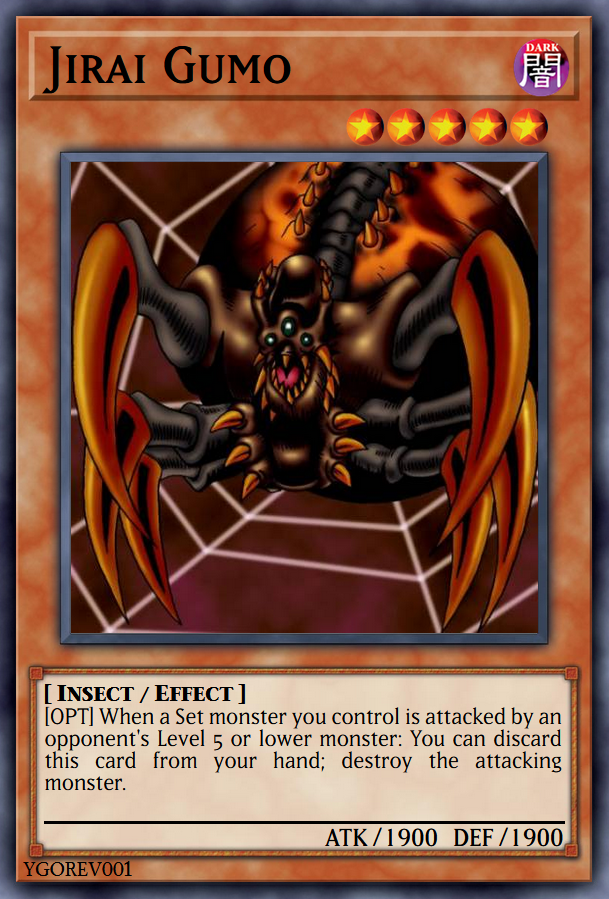 Jirai Gumo
DARK
闇
[ Insect / Effect ]
[OPT] When a Set monster you control is attacked by an
opponent's Level 5 or lower monster: You can discard
this card from your hand; destroy the attacking
monster.
ATK / 1900 DEF / 1900
YGOREV001